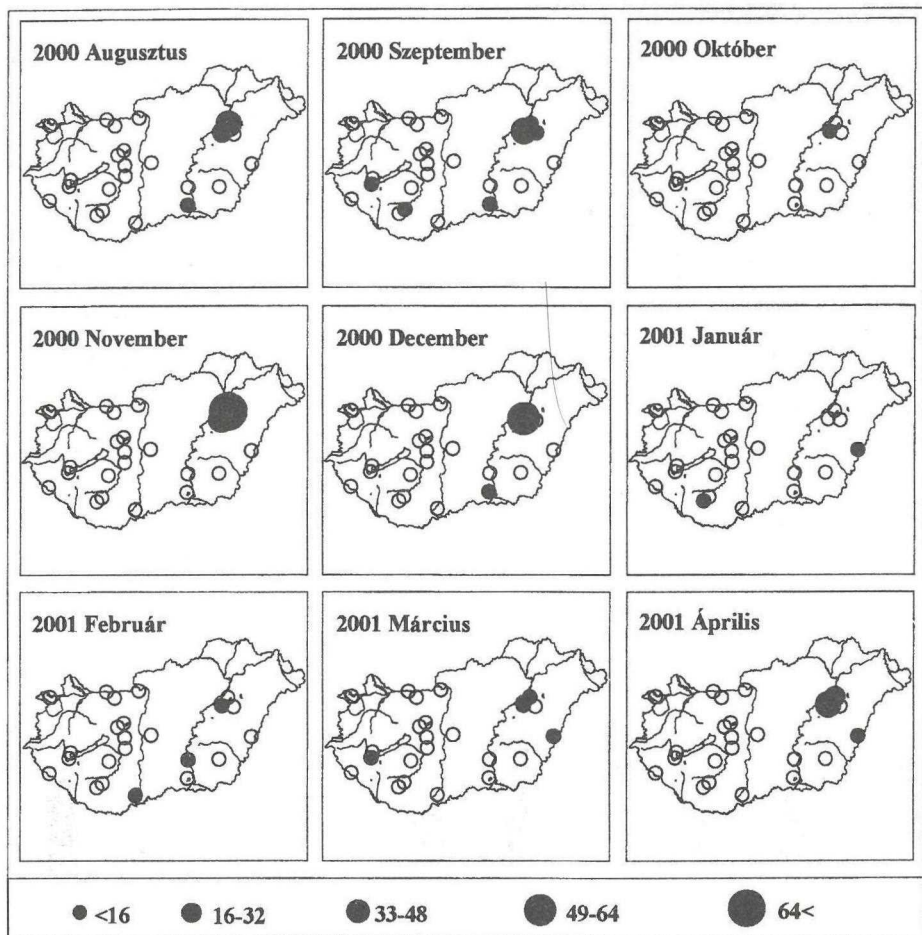 2000 Augusztus
2000 Szeptember
2000 Október
2000 November
2000 December
2001 Január
2001 Február
2001 Március
2001 Április
<16
16-32
33-48
49-64
64<